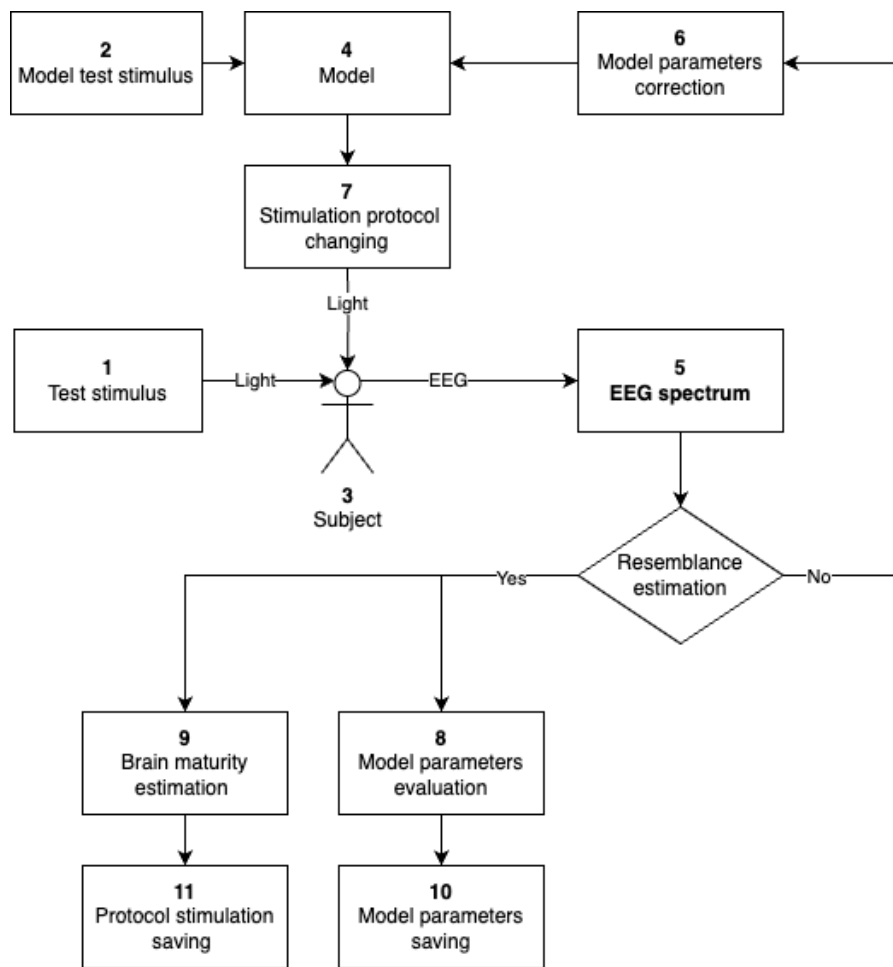 2
Model test stimulus
4
Model
6
Model parameters
correction
7
Stimulation protocol
changing
Light
1
Test stimulus
Light
EEG
5
EEG spectrum
3
Subject
Resemblance
estimation
Yes
No
9
Brain maturity
estimation
8
Model parameters
evaluation
11
Protocol stimulation
saving
10
Model parameters
saving